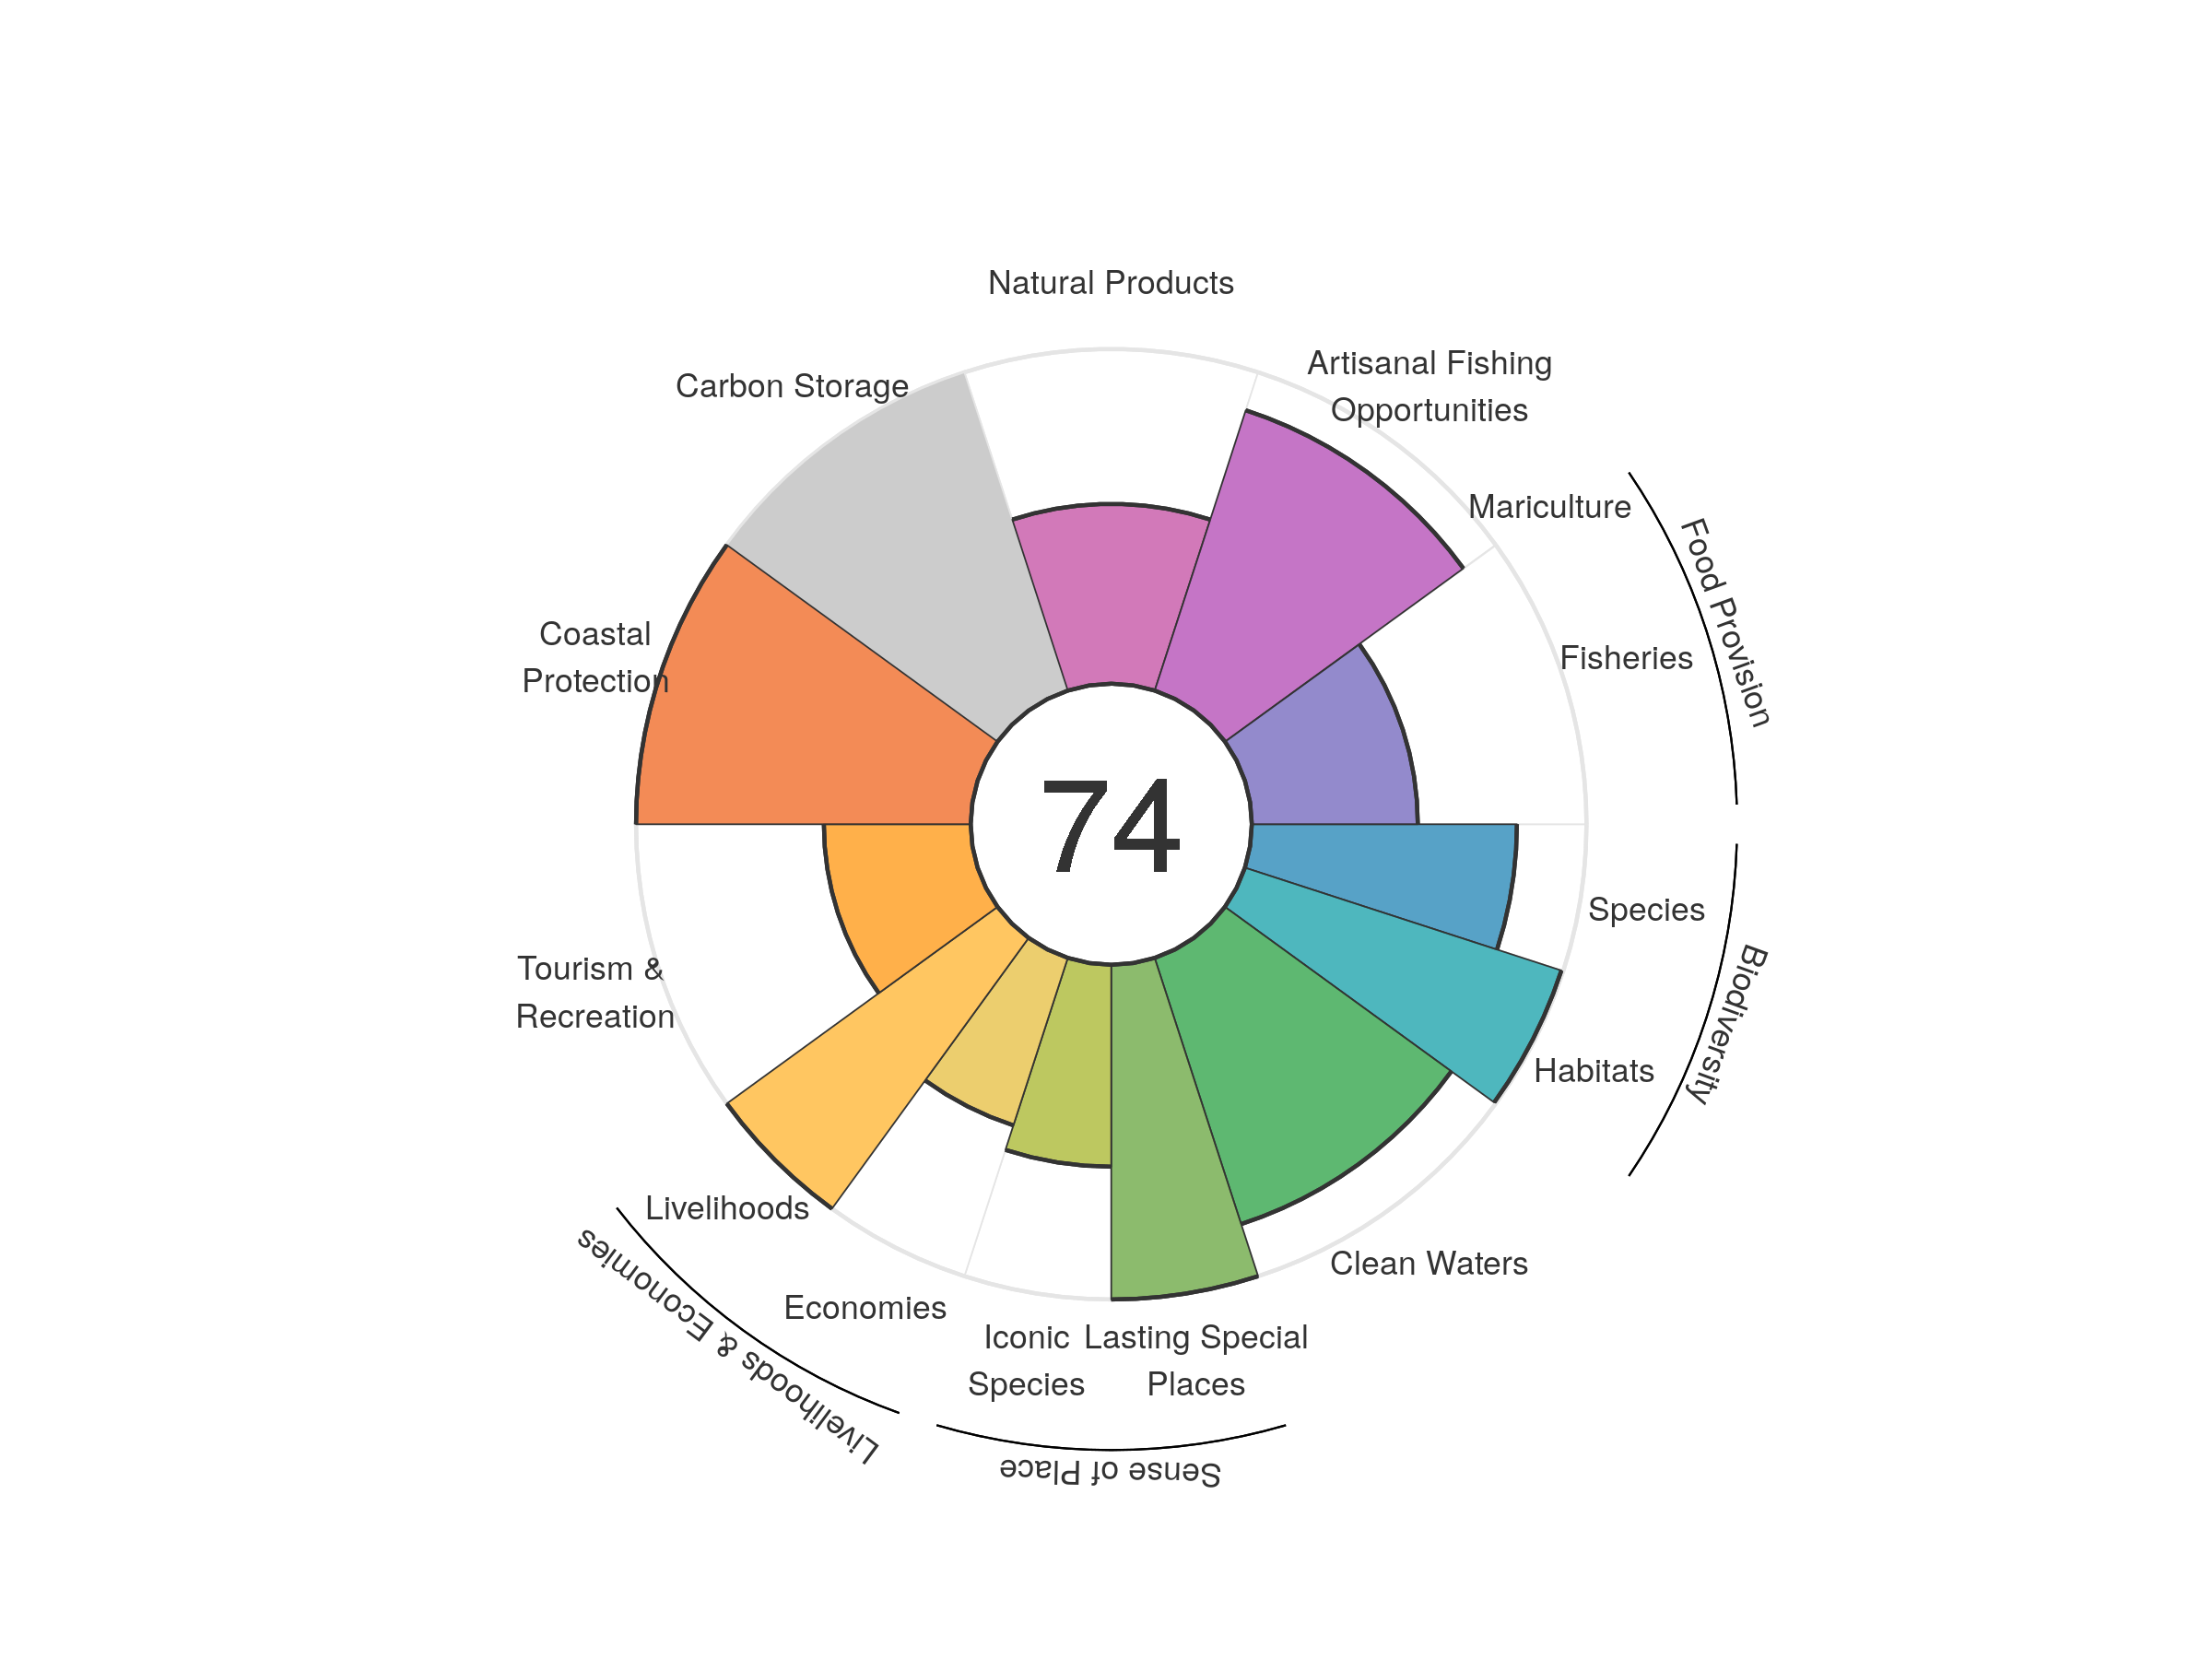 Natural Products
Artisanal Fishing
Opportunities
Carbon Storage
Mariculture
Food Provision
Fisheries
Coastal
Protection
74
Species
Biodiversity
Tourism &
Recreation
Habitats
Livelihoods
Livelihoods & Economies
Clean Waters
Economies
Iconic
Species
Lasting Special
Places
Sense of Place